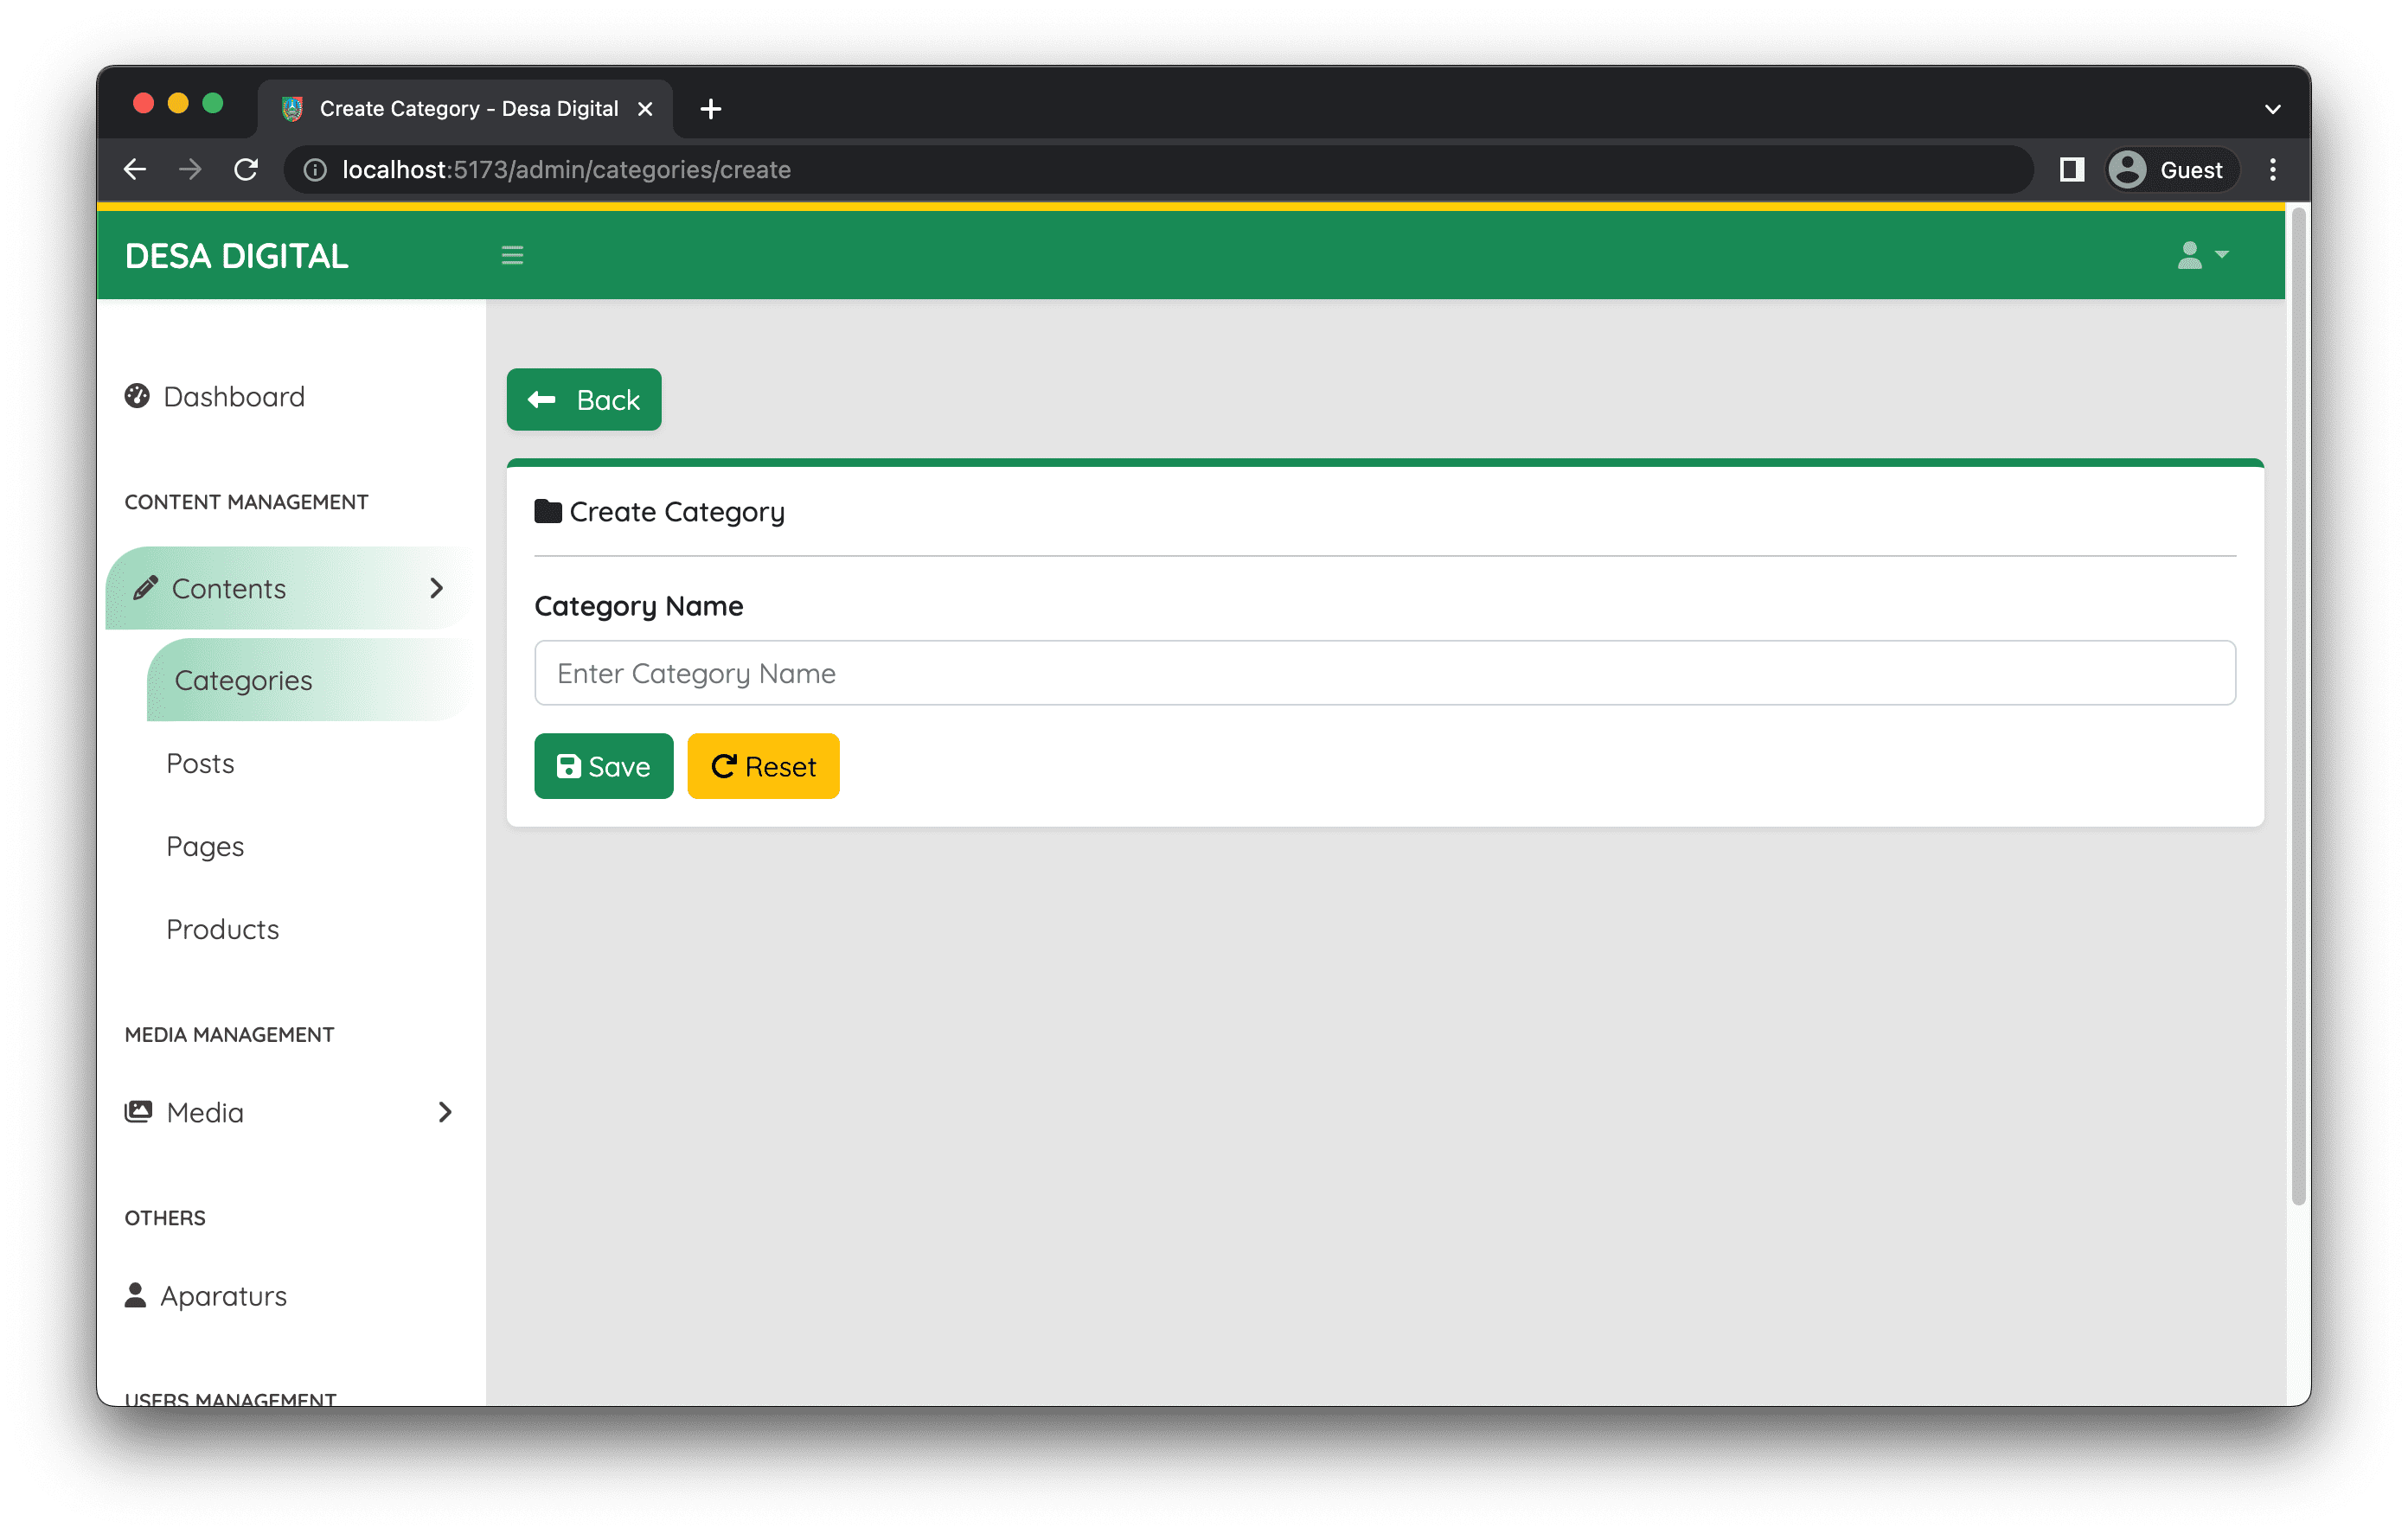 Create Category - Desa Digital
localhost:5173/admin/categories/create
Guest
DESA DIGITAL
Dashboard
CONTENT MANAGEMENT
Contents
Categories
Posts
Pages
Products
MEDIA MANAGEMENT
Media
OTHERS
Aparaturs
USERS MANAGEMENT
Back
Create Category
Category Name
Enter Category Name
Save Reset